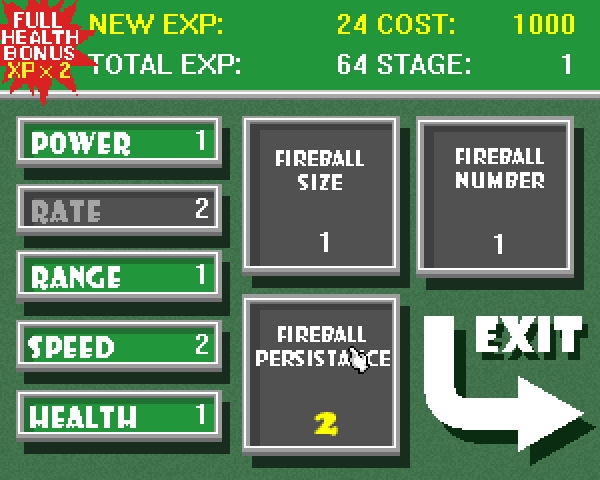 FULL
HEALTH
BONUS
XP x 2
NEW EXP: 24 COST: 1000
TOTAL EXP: 64 STAGE: 1
POWER 1
RATE 2
RANGE 1
SPEED 2
HEALTH 1
FIREBALL
SIZE
1
FIREBALL
NUMBER
1
FIREBALL
PERSISTANCE
2
EXIT